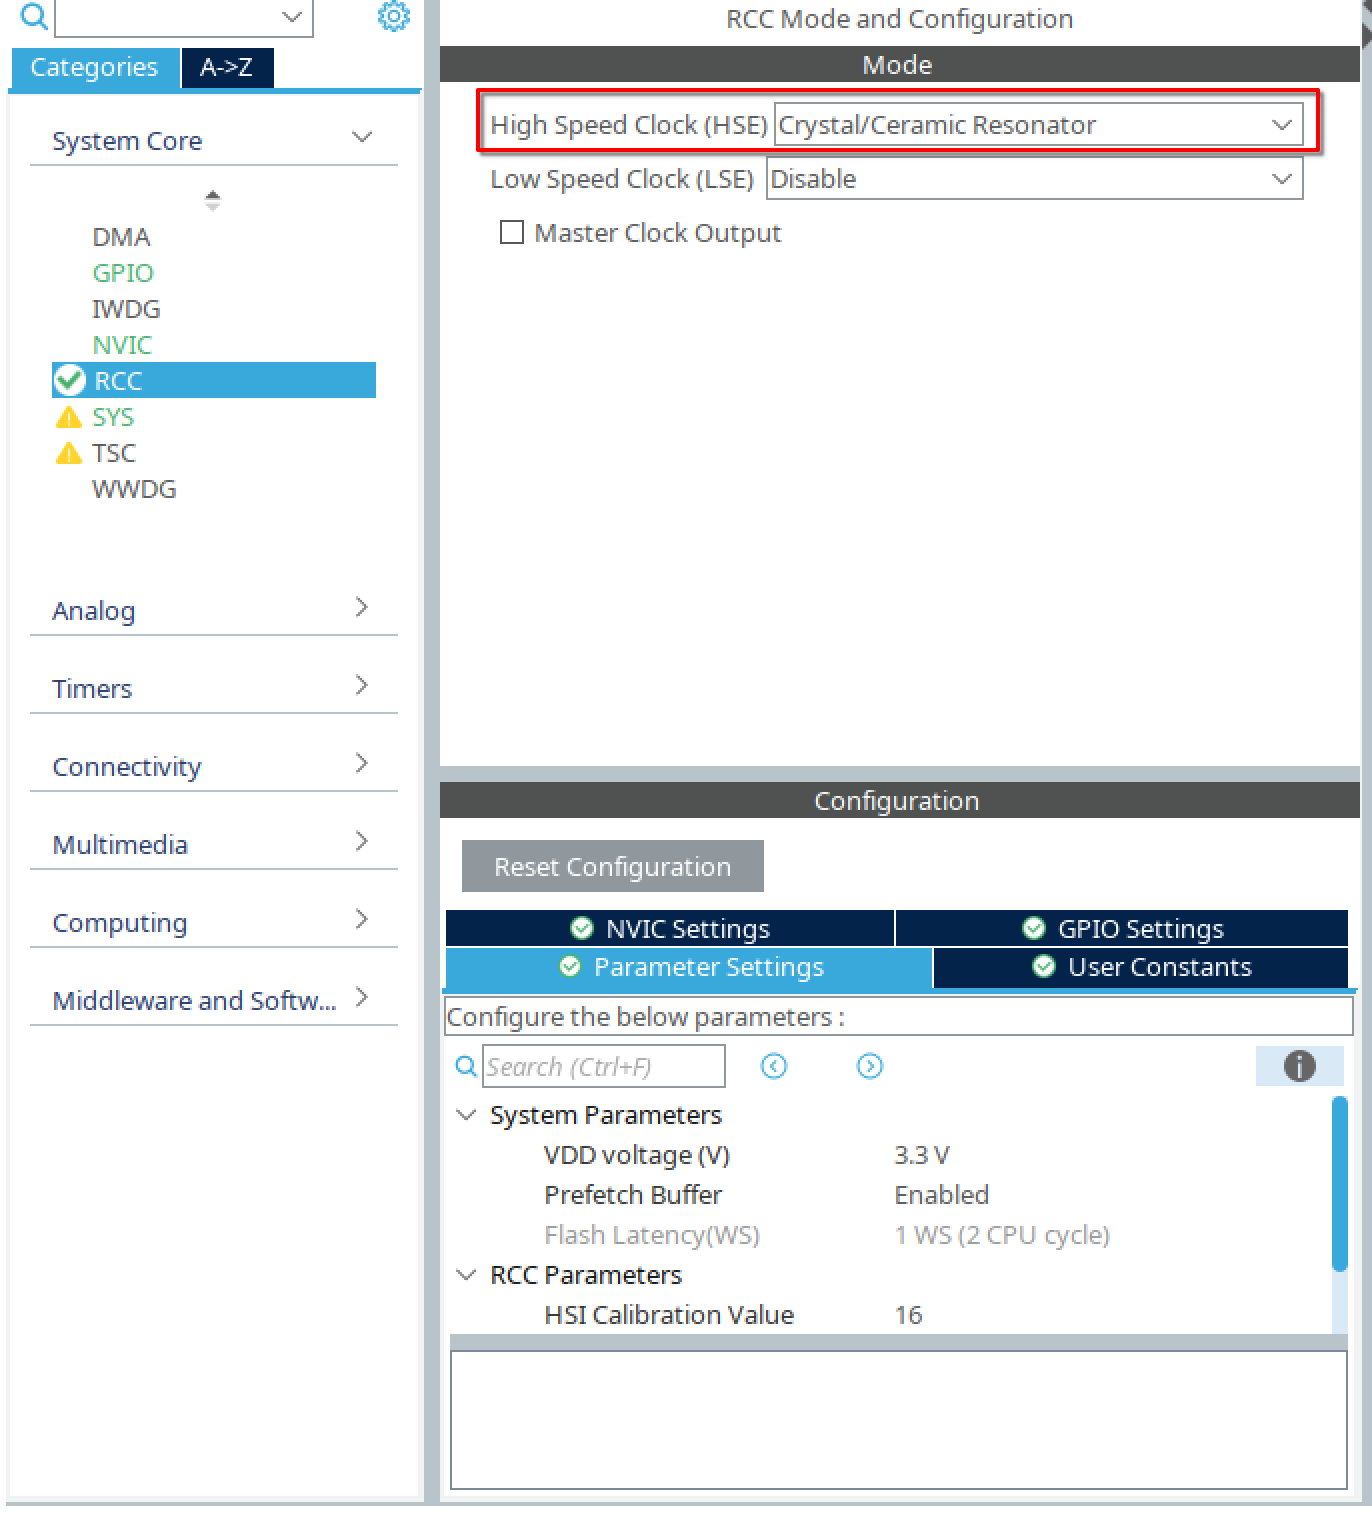 Categories
A->Z
System Core
DMA
GPIO
IWDG
NVIC
RCC
SYS
TSC
WWDG
Analog
Timers
Connectivity
Multimedia
Computing
Middleware and Softw...
RCC Mode and Configuration
Mode
High Speed Clock (HSE) Crystal/Ceramic Resonator
Low Speed Clock (LSE) Disable
Master Clock Output
Configuration
Reset Configuration
NVIC Settings GPIO Settings
Parameter Settings User Constants
Configure the below parameters :
Search (Ctrl+F)
System Parameters
VDD voltage (V) 3.3 V
Prefetch Buffer Enabled
Flash Latency(WS) 1 WS (2 CPU cycle)
RCC Parameters
HSI Calibration Value 16